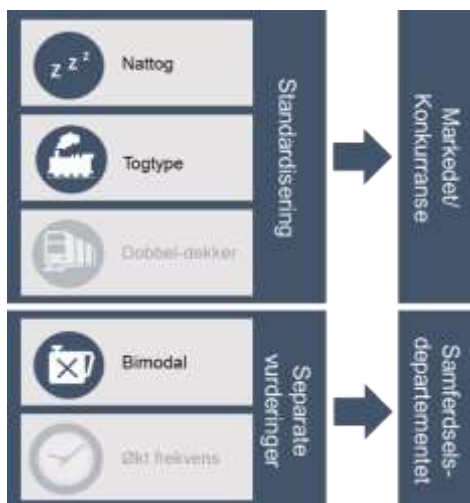 z z z
Nattog
Togtype
Dobbel-dekker
Standardisering
Markedet/
Konkurranse
Bimodal
Økt frekvens
Separate
vurderinger
Samferdsels-
departementet